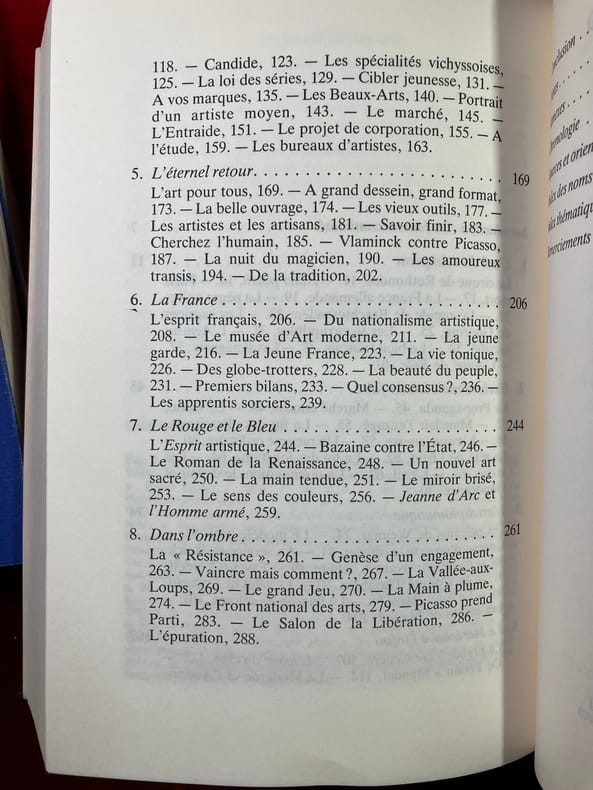 118. — Candide, 123. — Les spécialités vichyssoises,
125. — La loi des séries, 129. — Cibler jeunesse, 131. —
A vos marques, 135. — Les Beaux-Arts, 140. — Portrait
d'un artiste moyen, 143. — Le marché, 145. —
L'Entraide, 151. — Le projet de corporation, 155. — A
l'étude, 159. — Les bureaux d'artistes, 163.
5. L'éternel retour. . . . . . . . . . . . . . . . . . . . . . . . . . 169
L'art pour tous, 169. — A grand dessein, grand format,
173. — La belle ouvrage, 174. — Les vieux outils, 177. —
Les artistes et les artisans, 181. — Savoir finir, 183. —
Cherchez l'humain, 185. — Vlaminck contre Picasso,
187. — La nuit du magicien, 190. — Les amoureux
transis, 194. — De la tradition, 202.
6. La France . . . . . . . . . . . . . . . . . . . . . . . . . . . . . 206
L'esprit français, 206. — Du nationalisme artistique,
208. — Le musée d'Art moderne, 211. — La jeune
garde, 216. — La Jeune France, 223. — La vie tonique,
226. — Des globe-trotters, 228. — La beauté du peuple,
231. — Premiers bilans, 233. — Quel consensus ?, 236. —
Les apprentis sorciers, 239.
7. Le Rouge et le Bleu . . . . . . . . . . . . . . . . . . . . . . 244
L'Esprit artistique, 244. — Bazaine contre l'État, 246. —
Le Roman de la Renaissance, 248. — Un nouvel art
sacré, 250. — La main tendue, 251. — Le miroir brisé,
253. — Le sens des couleurs, 256. — Jeanne d'Arc et
l'Homme armé, 259.
8. Dans l'ombre. . . . . . . . . . . . . . . . . . . . . . . . . . . 261
La « Résistance », 261. — Genèse d'un engagement,
263. — Vaincre mais comment ?, 267. — La Vallée-aux-
Loups, 269. — Le grand Jeu, 270. — La Main à plume,
274. — Le Front national des arts, 279. — Picasso prend
Parti, 283. — Le Salon de la Libération, 286. —
L'épuration, 288.